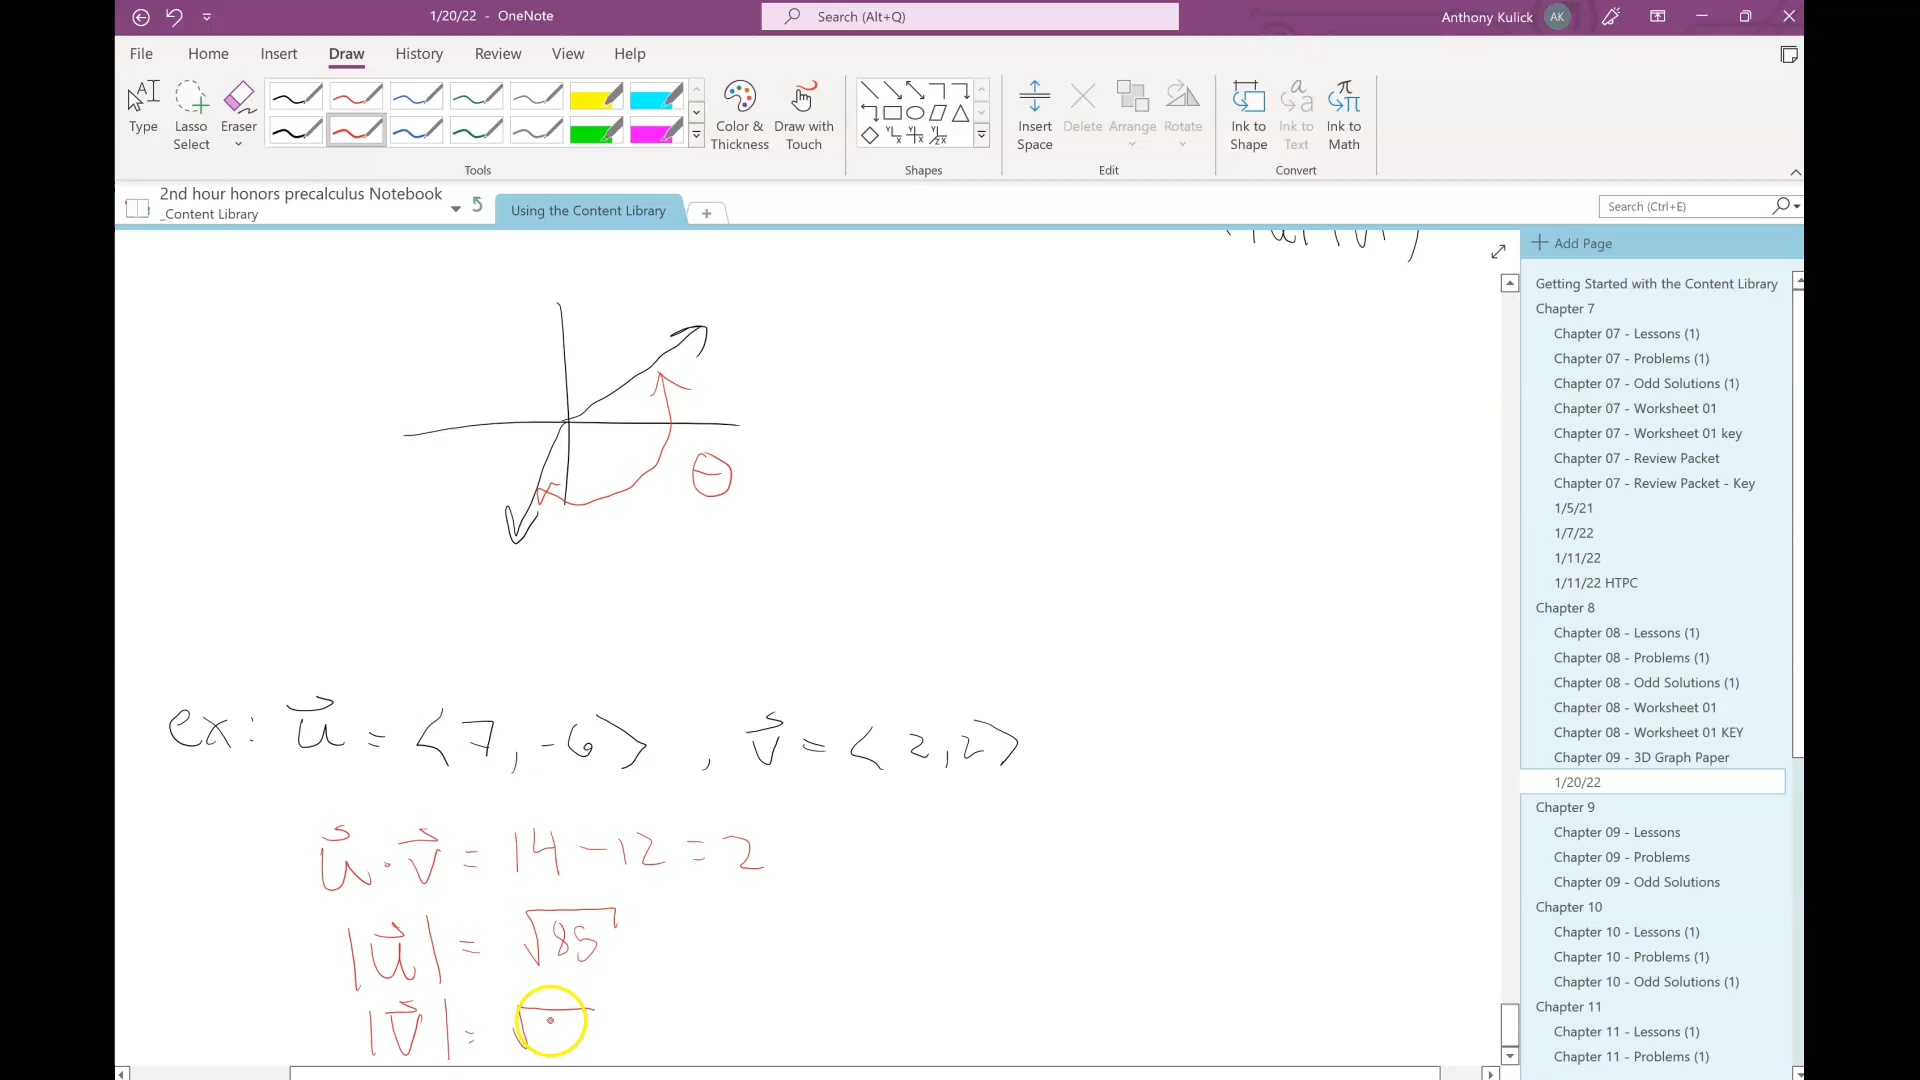 1/20/22 - OneNote
Search (Alt+Q)
Anthony Kulick AK
File Home Insert Draw History Review View Help
Type
Lasso Select
Eraser
Color & Thickness
Draw with Touch
Insert Space
Delete
Arrange
Rotate
Ink to Shape
Ink to Text
Ink to Math
Tools Shapes Edit Convert
2nd hour honors precalculus Notebook
_Content Library
Using the Content Library
Search (Ctrl+E)
Add Page
Getting Started with the Content Library
Chapter 7
Chapter 07 - Lessons (1)
Chapter 07 - Problems (1)
Chapter 07 - Odd Solutions (1)
Chapter 07 - Worksheet 01
Chapter 07 - Worksheet 01 key
Chapter 07 - Review Packet
Chapter 07 - Review Packet - Key
1/5/21
1/7/22
1/11/22
1/11/22 HTPC
Chapter 8
Chapter 08 - Lessons (1)
Chapter 08 - Problems (1)
Chapter 08 - Odd Solutions (1)
Chapter 08 - Worksheet 01
Chapter 08 - Worksheet 01 KEY
Chapter 09 - 3D Graph Paper
1/20/22
Chapter 9
Chapter 09 - Lessons
Chapter 09 - Problems
Chapter 09 - Odd Solutions
Chapter 10
Chapter 10 - Lessons (1)
Chapter 10 - Problems (1)
Chapter 10 - Odd Solutions (1)
Chapter 11
Chapter 11 - Lessons (1)
Chapter 11 - Problems (1)
Θ
ex: u⃗ = ⟨7, -6⟩, v⃗ = ⟨2,2⟩
u⃗ · v⃗ = 14 - 12 = 2
|u⃗| = √85
|v⃗| = √